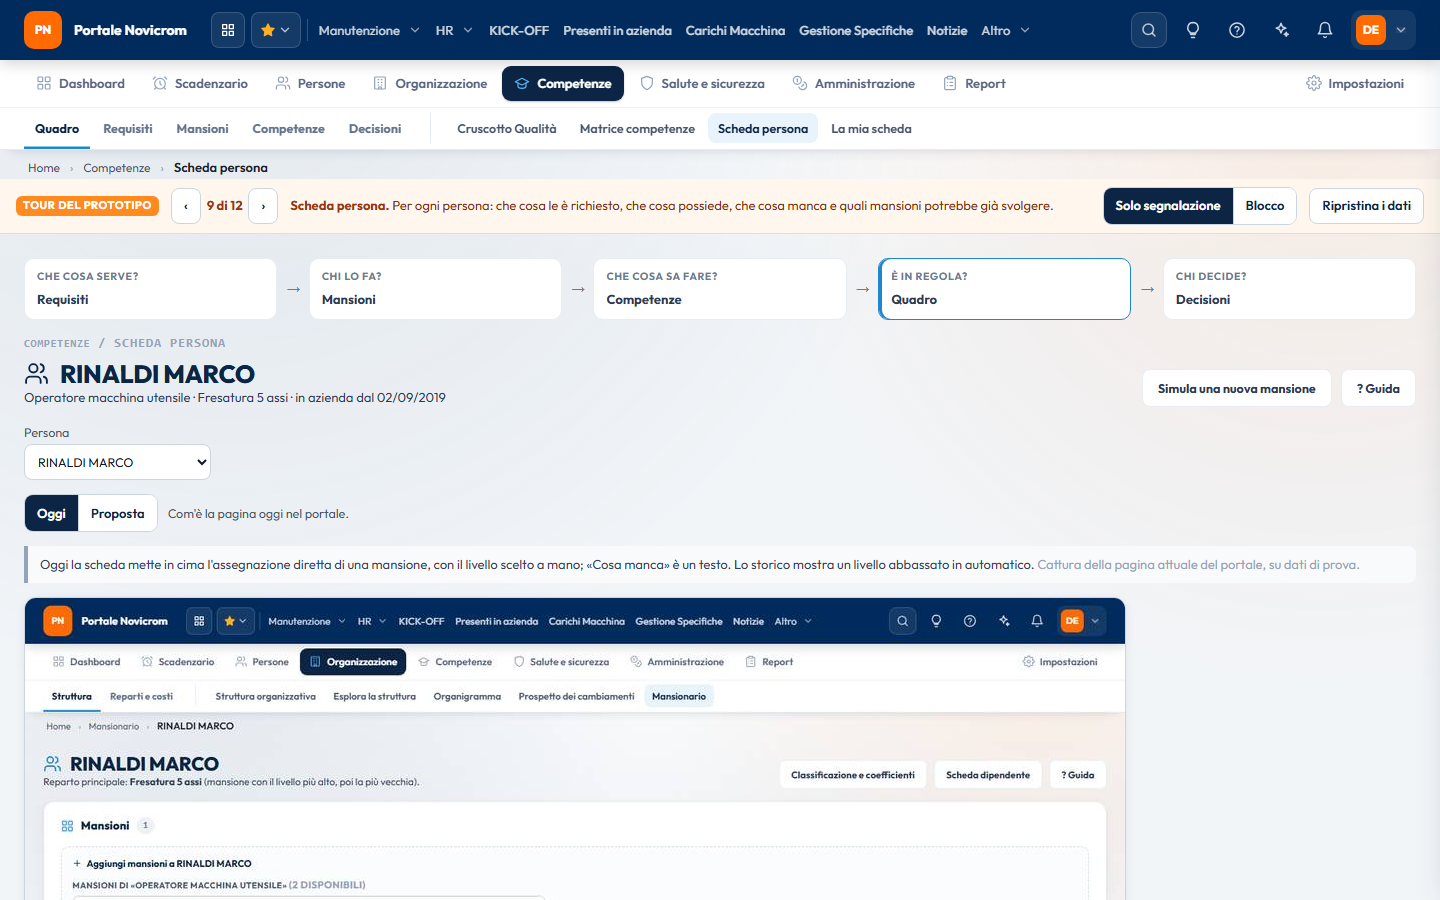 PN Portale Novicrom Manutenzione HR KICK-OFF Presenti in azienda Carichi Macchina Gestione Specifiche Notizie Altro DE
Dashboard Scadenzario Persone Organizzazione Competenze Salute e sicurezza Amministrazione Report Impostazioni
Quadro Requisiti Mansioni Competenze Decisioni Cruscotto Qualità Matrice competenze Scheda persona La mia scheda
Home › Competenze › Scheda persona
TOUR DEL PROTOTIPO ‹ 9 di 12 › Scheda persona. Per ogni persona: che cosa le è richiesto, che cosa possiede, che cosa manca e quali mansioni potrebbe già svolgere. Solo segnalazione Blocco Ripristina i dati
CHE COSA SERVE? CHI LO FA? CHE COSA SA FARE? È IN REGOLA? CHI DECIDE?
Requisiti → Mansioni → Competenze → Quadro → Decisioni
COMPETENZE / SCHEDA PERSONA
RINALDI MARCO
Operatore macchina utensile · Fresatura 5 assi · in azienda dal 02/09/2019
Simula una nuova mansione ? Guida
Persona
RINALDI MARCO
Oggi Proposta Com'è la pagina oggi nel portale.
Oggi la scheda mette in cima l'assegnazione diretta di una mansione, con il livello scelto a mano; «Cosa manca» è un testo. Lo storico mostra un livello abbassato in automatico. Cattura della pagina attuale del portale, su dati di prova.
PN Portale Novicrom Manutenzione HR KICK-OFF Presenti in azienda Carichi Macchina Gestione Specifiche Notizie Altro DE
Dashboard Scadenzario Persone Organizzazione Competenze Salute e sicurezza Amministrazione Report Impostazioni
Struttura Reparti e costi Struttura organizzativa Esplora la struttura Organigramma Prospetto dei cambiamenti Mansionario
Home › Mansionario › RINALDI MARCO
RINALDI MARCO
Reparto principale: Fresatura 5 assi (mansione con il livello più alto, poi la più vecchia).
Classificazione e coefficienti Scheda dipendente ? Guida
Mansioni 1
+ Aggiungi mansioni a RINALDI MARCO
MANSIONI DI «OPERATORE MACCHINA UTENSILE» (2 DISPONIBILI)